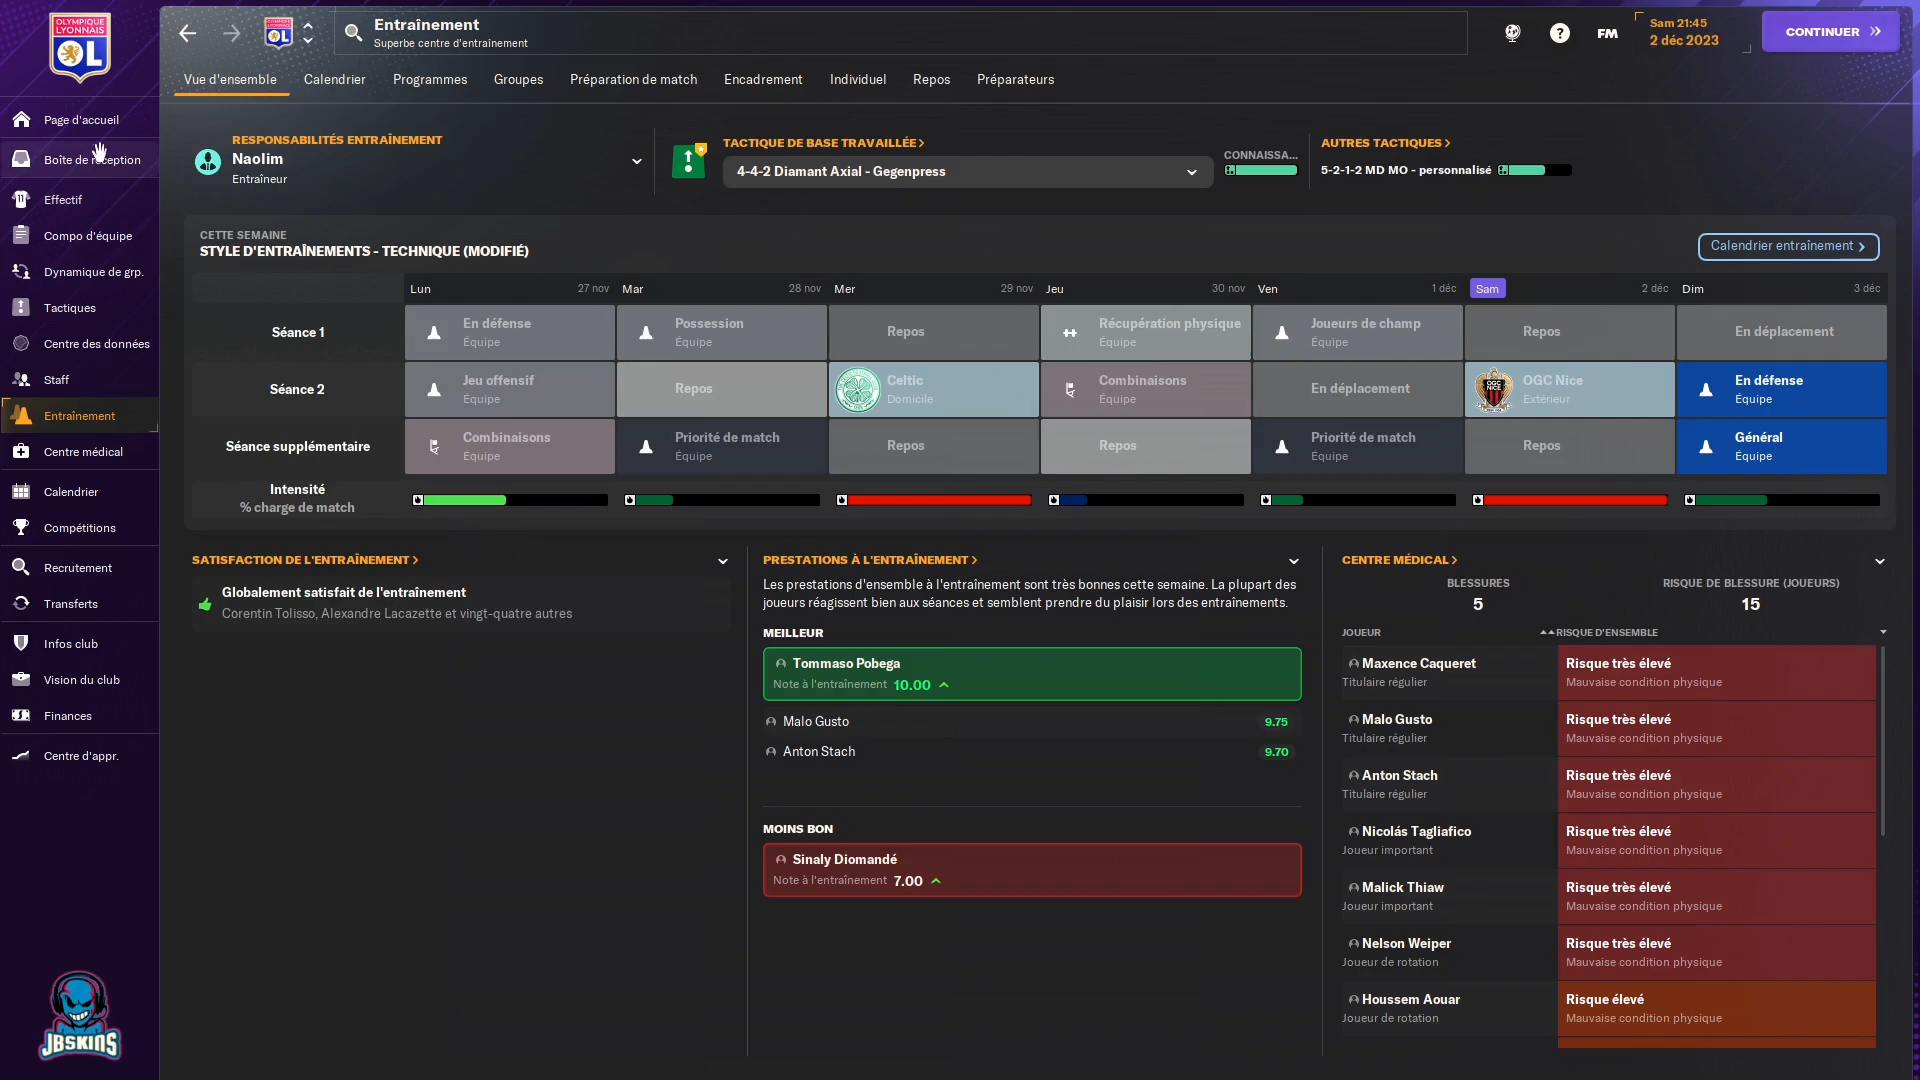 OLYMPIQUE
LYONNAIS
OL
Entraînement
Superbe centre d'entraînement
FM
Sam 21:45
2 déc 2023
CONTINUER
Vue d'ensemble
Calendrier
Programmes
Groupes
Préparation de match
Encadrement
Individuel
Repos
Préparateurs
Page d'accueil
Boîte de réception
Effectif
Compo d'équipe
Dynamique de grp.
Tactiques
Centre des données
Staff
Entraînement
Centre médical
Calendrier
Compétitions
Recrutement
Transferts
Infos club
Vision du club
Finances
Centre d'appr.
JBSKINS
RESPONSABILITÉS ENTRAÎNEMENT
Naolim
Entraîneur
TACTIQUE DE BASE TRAVAILLÉE >
4-4-2 Diamant Axial - Gegenpress
CONNAISSA...
AUTRES TACTIQUES >
5-2-1-2 MD MO - personnalisé
CETTE SEMAINE
STYLE D'ENTRAÎNEMENTS - TECHNIQUE (MODIFIÉ)
Calendrier entraînement >
Lun 27 nov Mar 28 nov Mer 29 nov Jeu 30 nov Ven 1 déc Sam 2 déc Dim 3 déc
Séance 1
En défense
Équipe
Possession
Équipe
Repos
Récupération physique
Équipe
Joueurs de champ
Équipe
Repos
En déplacement
Séance 2
Jeu offensif
Équipe
Repos
Celtic
Domicile
Combinaisons
Équipe
En déplacement
OGC
NICE
OGC Nice
Extérieur
En défense
Équipe
Séance supplémentaire
Combinaisons
Équipe
Priorité de match
Équipe
Repos
Repos
Priorité de match
Équipe
Repos
Général
Équipe
Intensité
% charge de match
SATISFACTION DE L'ENTRAÎNEMENT >
Globalement satisfait de l'entraînement
Corentin Tolisso, Alexandre Lacazette et vingt-quatre autres
PRESTATIONS À L'ENTRAÎNEMENT >
Les prestations d'ensemble à l'entraînement sont très bonnes cette semaine. La plupart des
joueurs réagissent bien aux séances et semblent prendre du plaisir lors des entraînements.
MEILLEUR
Tommaso Pobega
Note à l'entraînement 10.00
Malo Gusto 9.75
Anton Stach 9.70
MOINS BON
Sinaly Diomandé
Note à l'entraînement 7.00
CENTRE MÉDICAL >
BLESSURES
5
RISQUE DE BLESSURE (JOUEURS)
15
JOUEUR RISQUE D'ENSEMBLE
Maxence Caqueret Risque très élevé
Titulaire régulier Mauvaise condition physique
Malo Gusto Risque très élevé
Titulaire régulier Mauvaise condition physique
Anton Stach Risque très élevé
Titulaire régulier Mauvaise condition physique
Nicolás Tagliafico Risque très élevé
Joueur important Mauvaise condition physique
Malick Thiaw Risque très élevé
Joueur important Mauvaise condition physique
Nelson Weiper Risque très élevé
Joueur de rotation Mauvaise condition physique
Houssem Aouar Risque élevé
Joueur de rotation Mauvaise condition physique